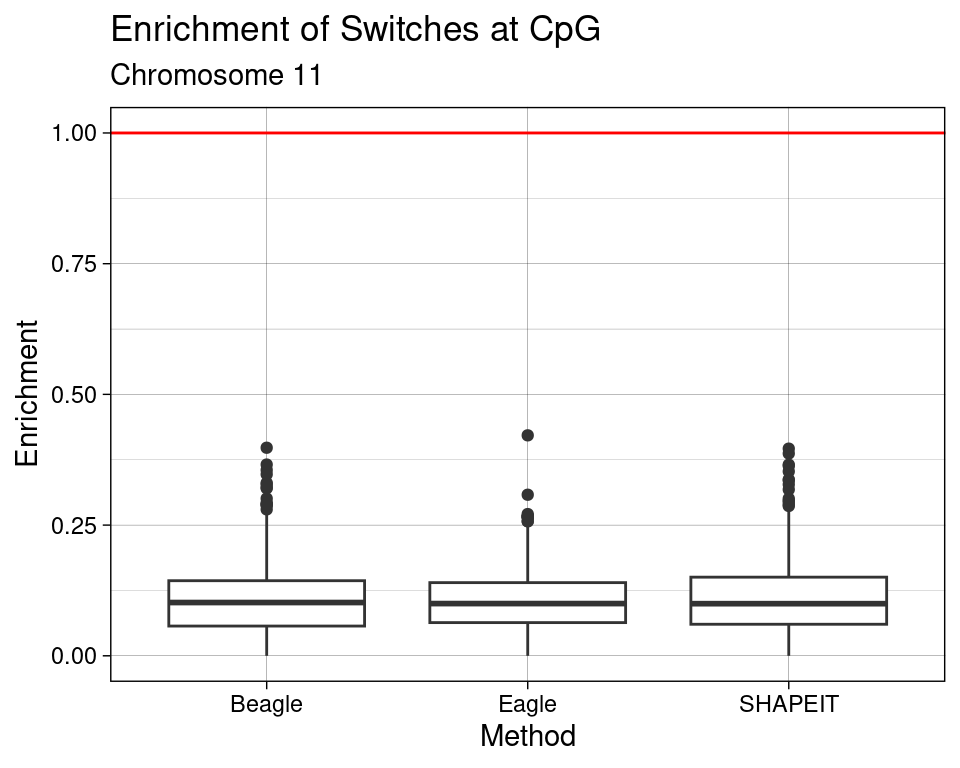 Enrichment of Switches at CpG
Chromosome 11
Enrichment
1.00
0.75
0.50
0.25
0.00
Beagle Eagle SHAPEIT
Method